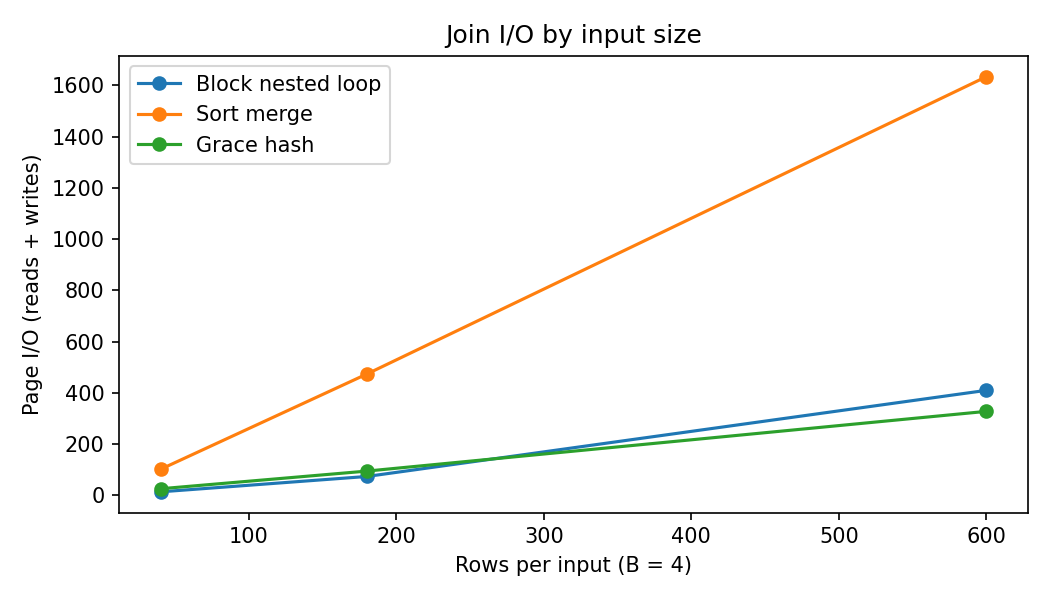 Join I/O by input size
Block nested loop
Sort merge
Grace hash
Page I/O (reads + writes)
1600
1400
1200
1000
800
600
400
200
0
100 200 300 400 500 600
Rows per input (B = 4)